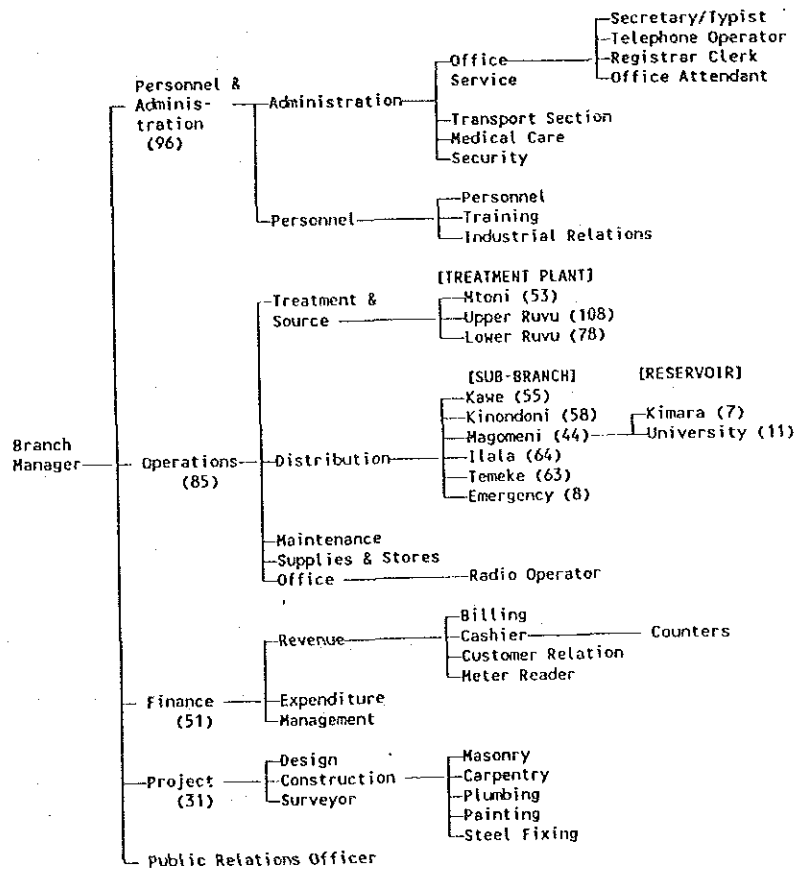 Secretary/Typist
Telephone Operator
Office Registrar Clerk
Service Office Attendant
Personnel &
Adminis-
tration
(96)
Administration
Transport Section
Medical Care
Security
Personnel
Personnel
Training
Industrial Relations
[TREATMENT PLANT]
Treatment &
Source
Mtoni (53)
Upper Ruvu (108)
Lower Ruvu (78)
[SUB-BRANCH] [RESERVOIR]
Kawe (55)
Kinondoni (58) Kimara (7)
Magomeni (44) University (11)
Branch
Manager
Operations
(85)
Distribution
Ilala (64)
Temeke (63)
Emergency (8)
Maintenance
Supplies & Stores
Office Radio Operator
Billing
Revenue Cashier Counters
Customer Relation
Meter Reader
Finance
(51)
Expenditure
Management
Project
(31)
Design
Construction
Surveyor
Masonry
Carpentry
Plumbing
Painting
Steel Fixing
Public Relations Officer